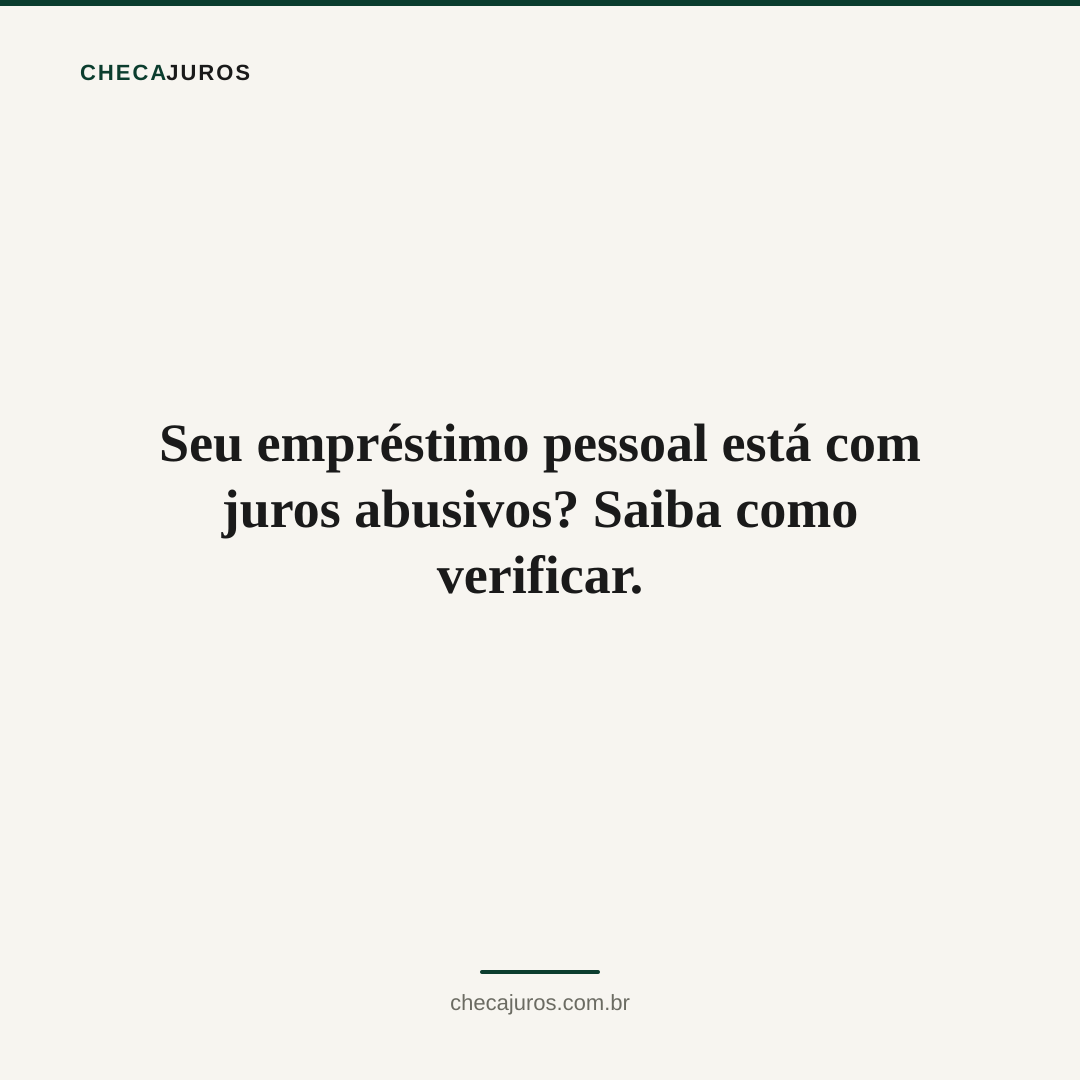 CHECAJUROS
Seu empréstimo pessoal está com
juros abusivos? Saiba como
verificar.
checajuros.com.br